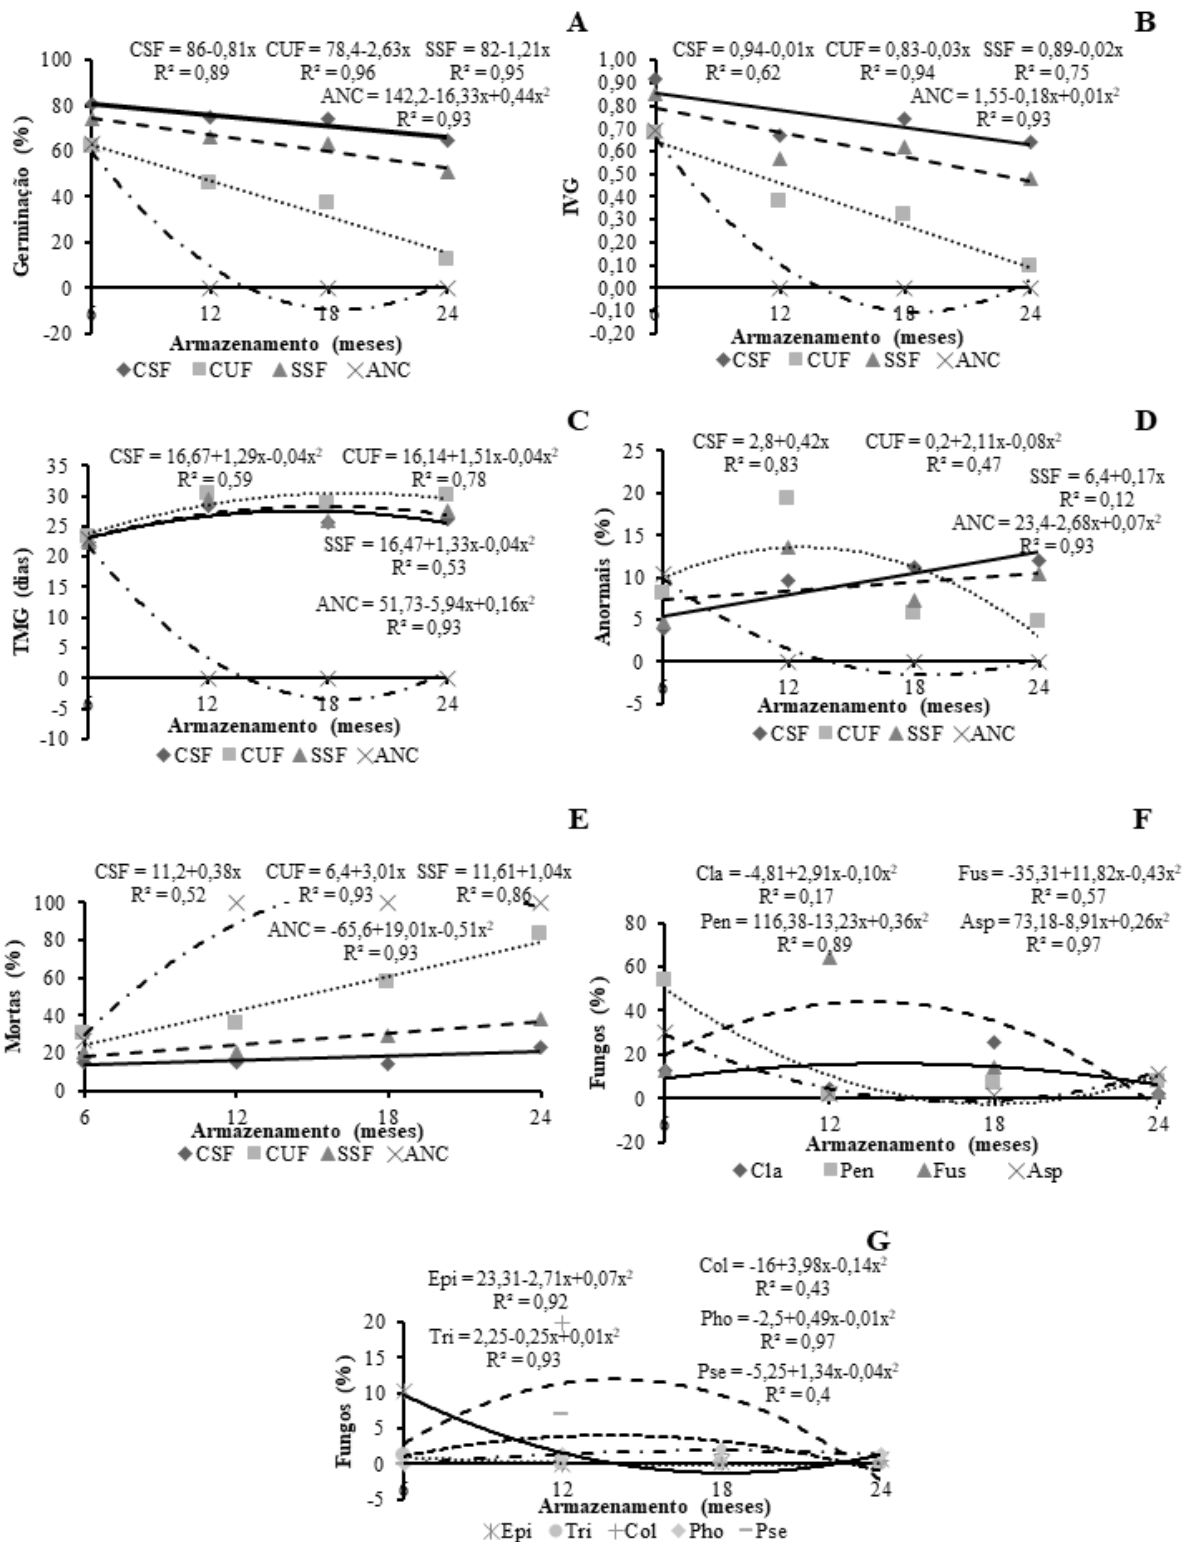 A
CSF = 86-0,81x CUF = 78,4-2,63x SSF = 82-1,21x
R² = 0,89 R² = 0,96 R² = 0,95
ANC = 142,2-16,33x+0,44x²
R² = 0,93
Germinação (%)
100
80
60
40
20
0
-20
6 12 18 24
Armazenamento (meses)
CSF CUF SSF ANC
B
CSF = 0,94-0,01x CUF = 0,83-0,03x SSF = 0,89-0,02x
R² = 0,62 R² = 0,94 R² = 0,75
ANC = 1,55-0,18x+0,01x²
R² = 0,93
IVG
1,00
0,90
0,80
0,70
0,60
0,50
0,40
0,30
0,20
0,10
0,00
-0,10
-0,20
6 12 18 24
Armazenamento (meses)
CSF CUF SSF ANC
C
CSF = 16,67+1,29x-0,04x² CUF = 16,14+1,51x-0,04x²
R² = 0,59 R² = 0,78
SSF = 16,47+1,33x-0,04x²
R² = 0,53
ANC = 51,73-5,94x+0,16x²
R² = 0,93
TMG (dias)
35
30
25
20
15
10
5
0
-5
-10
6 12 18 24
Armazenamento (meses)
CSF CUF SSF ANC
D
CSF = 2,8+0,42x CUF = 0,2+2,11x-0,08x²
R² = 0,83 R² = 0,47
SSF = 6,4+0,17x
R² = 0,12
ANC = 23,4-2,68x+0,07x²
R² = 0,93
Anormais (%)
25
20
15
10
5
0
-5
6 12 18 24
Armazenamento (meses)
CSF CUF SSF ANC
E
CSF = 11,2+0,38x CUF = 6,4+3,01x SSF = 11,61+1,04x
R² = 0,52 R² = 0,93 R² = 0,86
ANC = -65,6+19,01x-0,51x²
R² = 0,93
Mortas (%)
100
80
60
40
20
0
6 12 18 24
Armazenamento (meses)
CSF CUF SSF ANC
F
Cla = -4,81+2,91x-0,10x² Fus = -35,31+11,82x-0,43x²
R² = 0,17 R² = 0,57
Pen = 116,38-13,23x+0,36x² Asp = 73,18-8,91x+0,26x²
R² = 0,89 R² = 0,97
Fungos (%)
80
60
40
20
0
-20
6 12 18 24
Armazenamento (meses)
Cla Pen Fus Asp
G
Epi = 23,31-2,71x+0,07x² Col = -16+3,98x-0,14x²
R² = 0,92 R² = 0,43
Tri = 2,25-0,25x+0,01x² Pho = -2,5+0,49x-0,01x²
R² = 0,93 R² = 0,97
Pse = -5,25+1,34x-0,04x²
R² = 0,4
Fungos (%)
20
15
10
5
0
-5
6 12 18 24
Armazenamento (meses)
Epi Tri Col Pho Pse